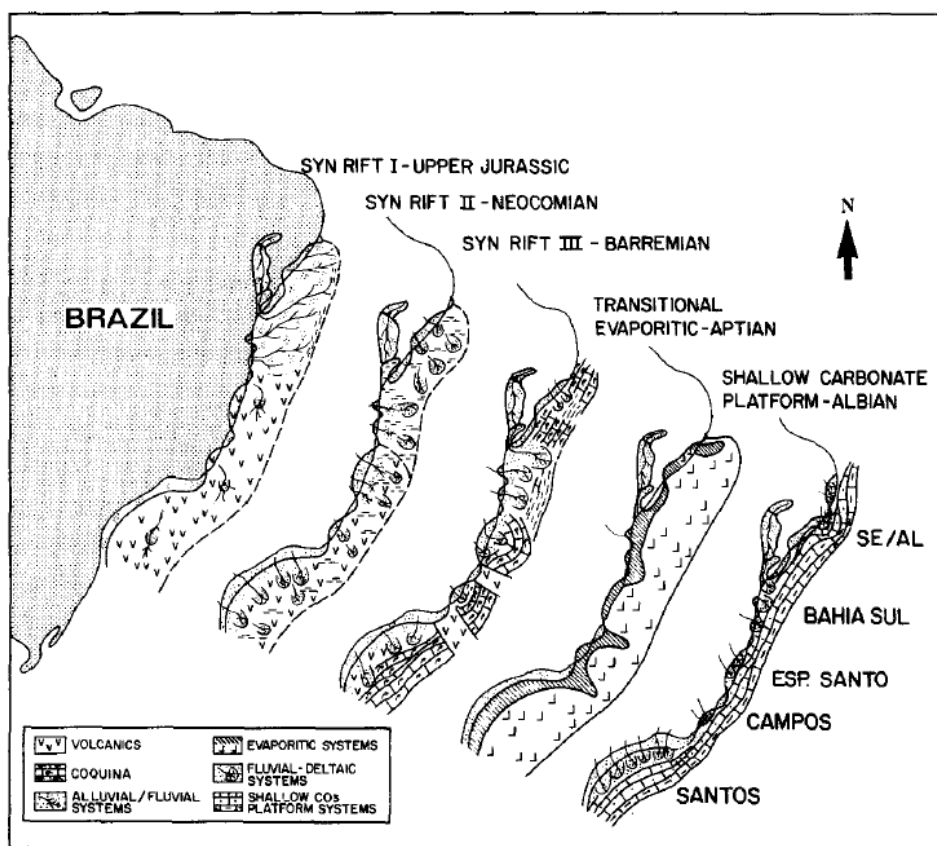 SYN RIFT I-UPPER JURASSIC
SYN RIFT II-NEOCOMIAN
SYN RIFT III - BARREMIAN
N
BRAZIL
TRANSITIONAL
EVAPORITIC-APTIAN
SHALLOW CARBONATE
PLATFORM-ALBIAN
SE/AL
BAHIA SUL
ESP. SANTO
CAMPOS
SANTOS
VOLCANICS
COQUINA
ALLUVIAL/FLUVIAL
SYSTEMS
EVAPORITIC SYSTEMS
FLUVIAL-DELTAIC
SYSTEMS
SHALLOW CO3
PLATFORM SYSTEMS